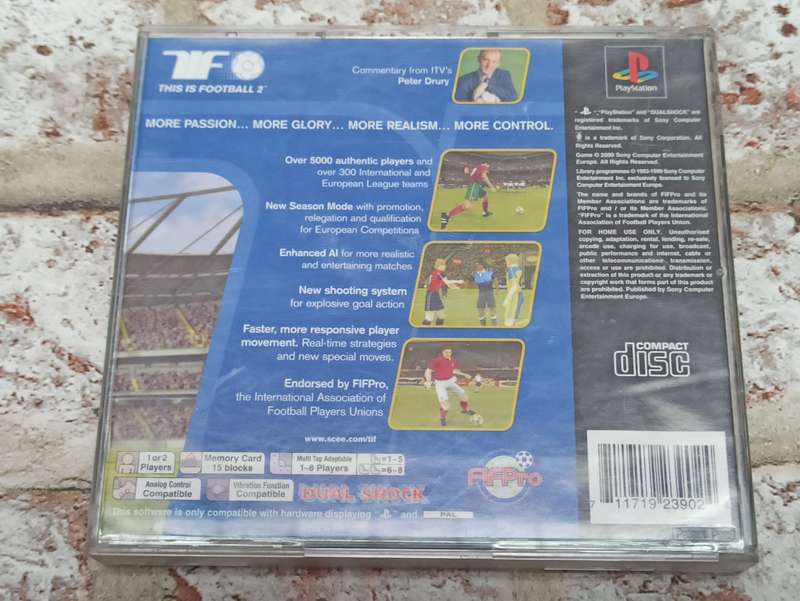 TIF
THIS IS FOOTBALL 2™
Commentary from ITV's
Peter Drury
MORE PASSION... MORE GLORY... MORE REALISM... MORE CONTROL.
Over 5000 authentic players and
over 300 International and
European League teams
New Season Mode with promotion,
relegation and qualification
for European Competitions
Enhanced AI for more realistic
and entertaining matches
New shooting system
for explosive goal action
Faster, more responsive player
movement. Real-time strategies
and new special moves.
Endorsed by FIFPro,
the International Association of
Football Players Unions
www.scee.com/tif
1 or 2
Players
Memory Card
15 blocks
Multi Tap Adaptable
1-8 Players
=1-5
=6-8
Analog Control
Compatible
Vibration Function
Compatible
DUAL SHOCK
FIFPro
This software is only compatible with hardware displaying "
" and
PAL
PlayStation
", "PlayStation" and "DUALSHOCK" are
registered trademarks of Sony Computer
Entertainment Inc.
is a trademark of Sony Corporation. All
Rights Reserved.
Game © 2000 Sony Computer Entertainment
Europe. All Rights Reserved.
Library programmes © 1993-1999 Sony Computer
Entertainment Inc. exclusively licensed to Sony
Computer Entertainment Europe.
The name and brands of FIFPro and its
Member Associations are trademarks of
FIFPro and / or its Member Associations.
"FIFPro" is a trademark of the International
Association of Football Players Union.
FOR HOME USE ONLY. Unauthorised
copying, adaptation, rental, lending, re-sale,
arcade use, charging for use, broadcast,
public performance and internet, cable or
other telecommunications transmission,
access or use are prohibited. Distribution or
extraction of this product or any trademark or
copyright work that forms part of this product
are prohibited. Published by Sony Computer
Entertainment Europe.
COMPACT
disc
7 11719 23902